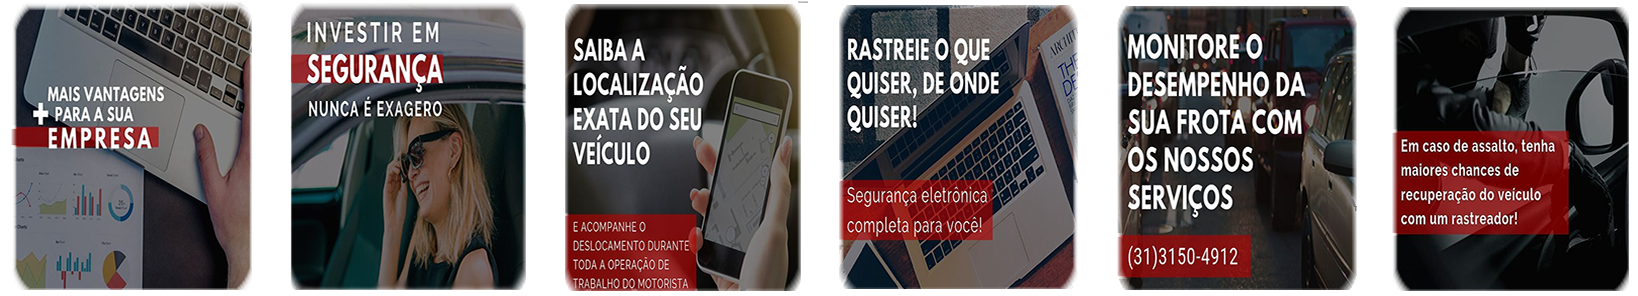 MAIS VANTAGENS
+ PARA A SUA
EMPRESA
INVESTIR EM
SEGURANÇA
NUNCA É EXAGERO
SAIBA A
LOCALIZAÇÃO
EXATA DO SEU
VEÍCULO
E ACOMPANHE O
DESLOCAMENTO DURANTE
TODA A OPERAÇÃO DE
TRABALHO DO MOTORISTA
RASTREIE O QUE
QUISER, DE ONDE
QUISER!
Segurança eletrônica
completa para você!
MONITORE O
DESEMPENHO DA
SUA FROTA COM
OS NOSSOS
SERVIÇOS
(31)3150-4912
Em caso de assalto, tenha
maiores chances de
recuperação do veículo
com um rastreador!